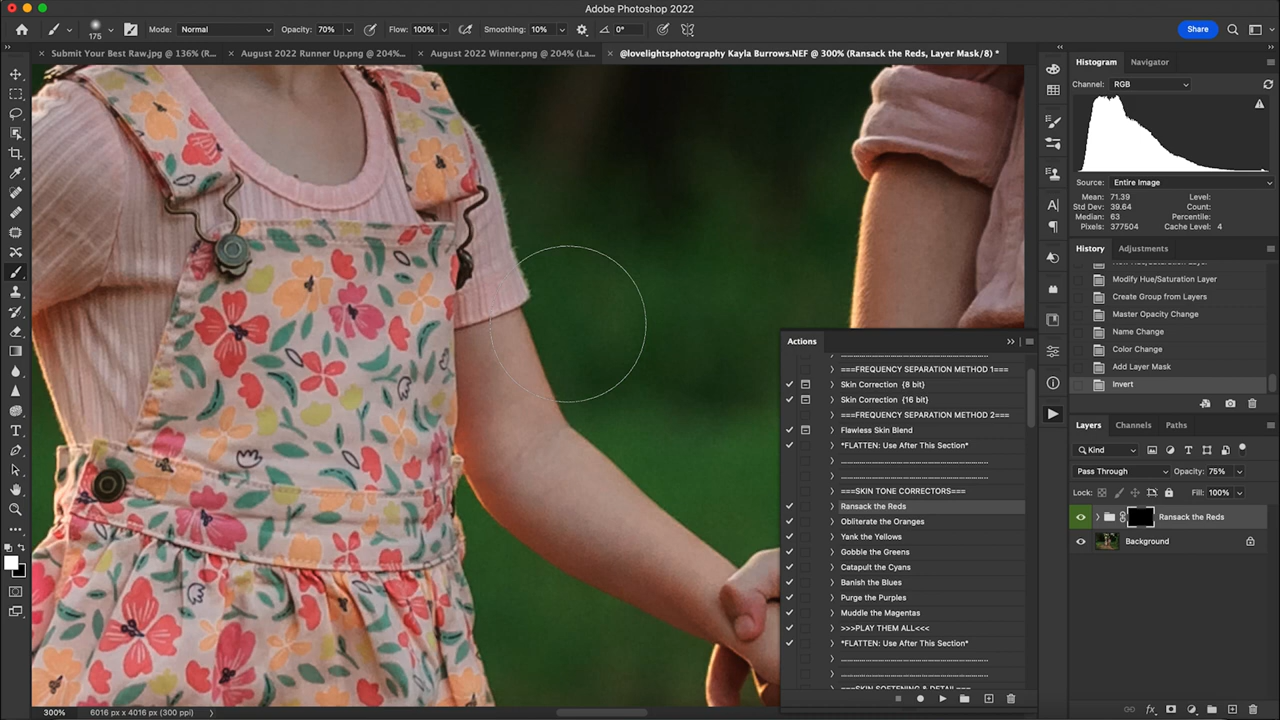 Adobe Photoshop 2022
175 Mode: Normal Opacity: 70% Flow: 100% Smoothing: 10% 0° Share
Submit Your Best Raw.jpg @ 136% (R... August 2022 Runner Up.png @ 204%... August 2022 Winner.png @ 204% (La... @lovelightsphotography Kayla Burrows.NEF @ 300% (Ransack the Reds, Layer Mask/8) *
Histogram Navigator
Channel: RGB
Source: Entire Image
Mean: 71.39 Level:
Std Dev: 39.64 Count:
Median: 63 Percentile:
Pixels: 377504 Cache Level: 4
History Adjustments
Modify Hue/Saturation Layer
Create Group from Layers
Master Opacity Change
Name Change
Color Change
Add Layer Mask
Invert
Actions
===FREQUENCY SEPARATION METHOD 1===
Skin Correction {8 bit}
Skin Correction {16 bit}
===FREQUENCY SEPARATION METHOD 2===
Flawless Skin Blend
*FLATTEN: Use After This Section*
===SKIN TONE CORRECTORS===
Ransack the Reds
Obliterate the Oranges
Yank the Yellows
Gobble the Greens
Catapult the Cyans
Banish the Blues
Purge the Purples
Muddle the Magentas
>>>PLAY THEM ALL<<<
*FLATTEN: Use After This Section*
===SKIN SOFTENING & DETAIL===
Layers Channels Paths
Kind
Pass Through Opacity: 75%
Lock: Fill: 100%
Ransack the Reds
Background
300% 6016 px x 4016 px (300 ppi)